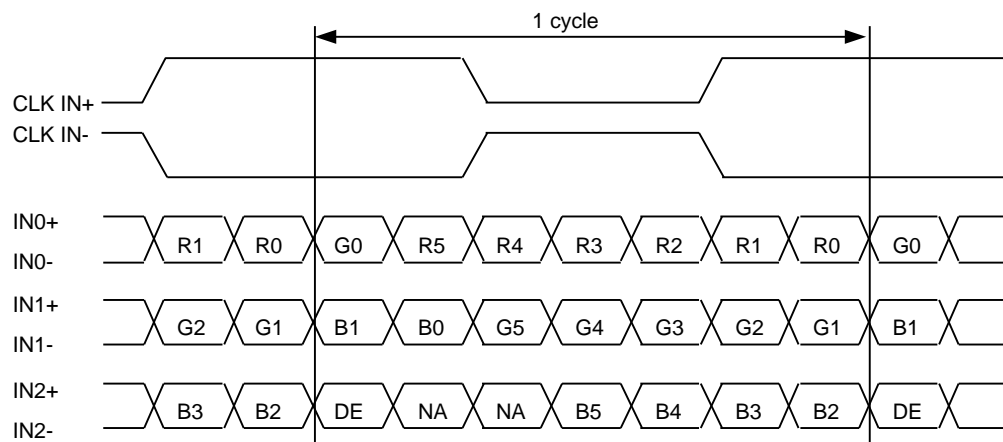 1 cycle
CLK IN+
CLK IN-
IN0+
R1 R0 G0 R5 R4 R3 R2 R1 R0 G0
IN0-
IN1+
G2 G1 B1 B0 G5 G4 G3 G2 G1 B1
IN1-
IN2+
B3 B2 DE NA NA B5 B4 B3 B2 DE
IN2-